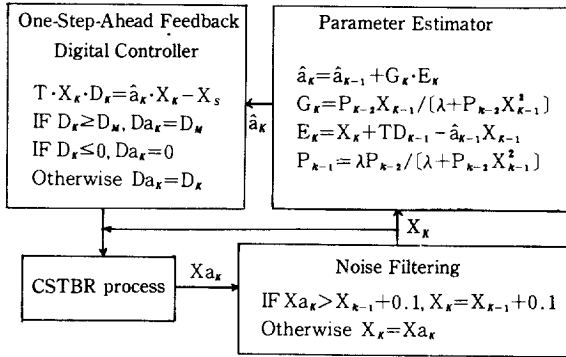 One-Step-Ahead Feedback
Digital Controller
T·X_K·D_K=â_K·X_K−X_s
IF D_K≥D_M, Da_K=D_M
IF D_K≤0, Da_K=0
Otherwise Da_K=D_K
â_K
Parameter Estimator
â_K=â_{K-1}+G_K·E_K
G_K=P_{K-2}X_{K-1}/[λ+P_{K-2}X²_{K-1}]
E_K=X_K+TD_{K-1}−â_{K-1}X_{K-1}
P_{K-1}=λP_{K-2}/[λ+P_{K-2}X²_{K-1}]
X_K
CSTBR process
Xa_K
Noise Filtering
IF Xa_K>X_{K-1}+0.1, X_K=X_{K-1}+0.1
Otherwise X_K=Xa_K